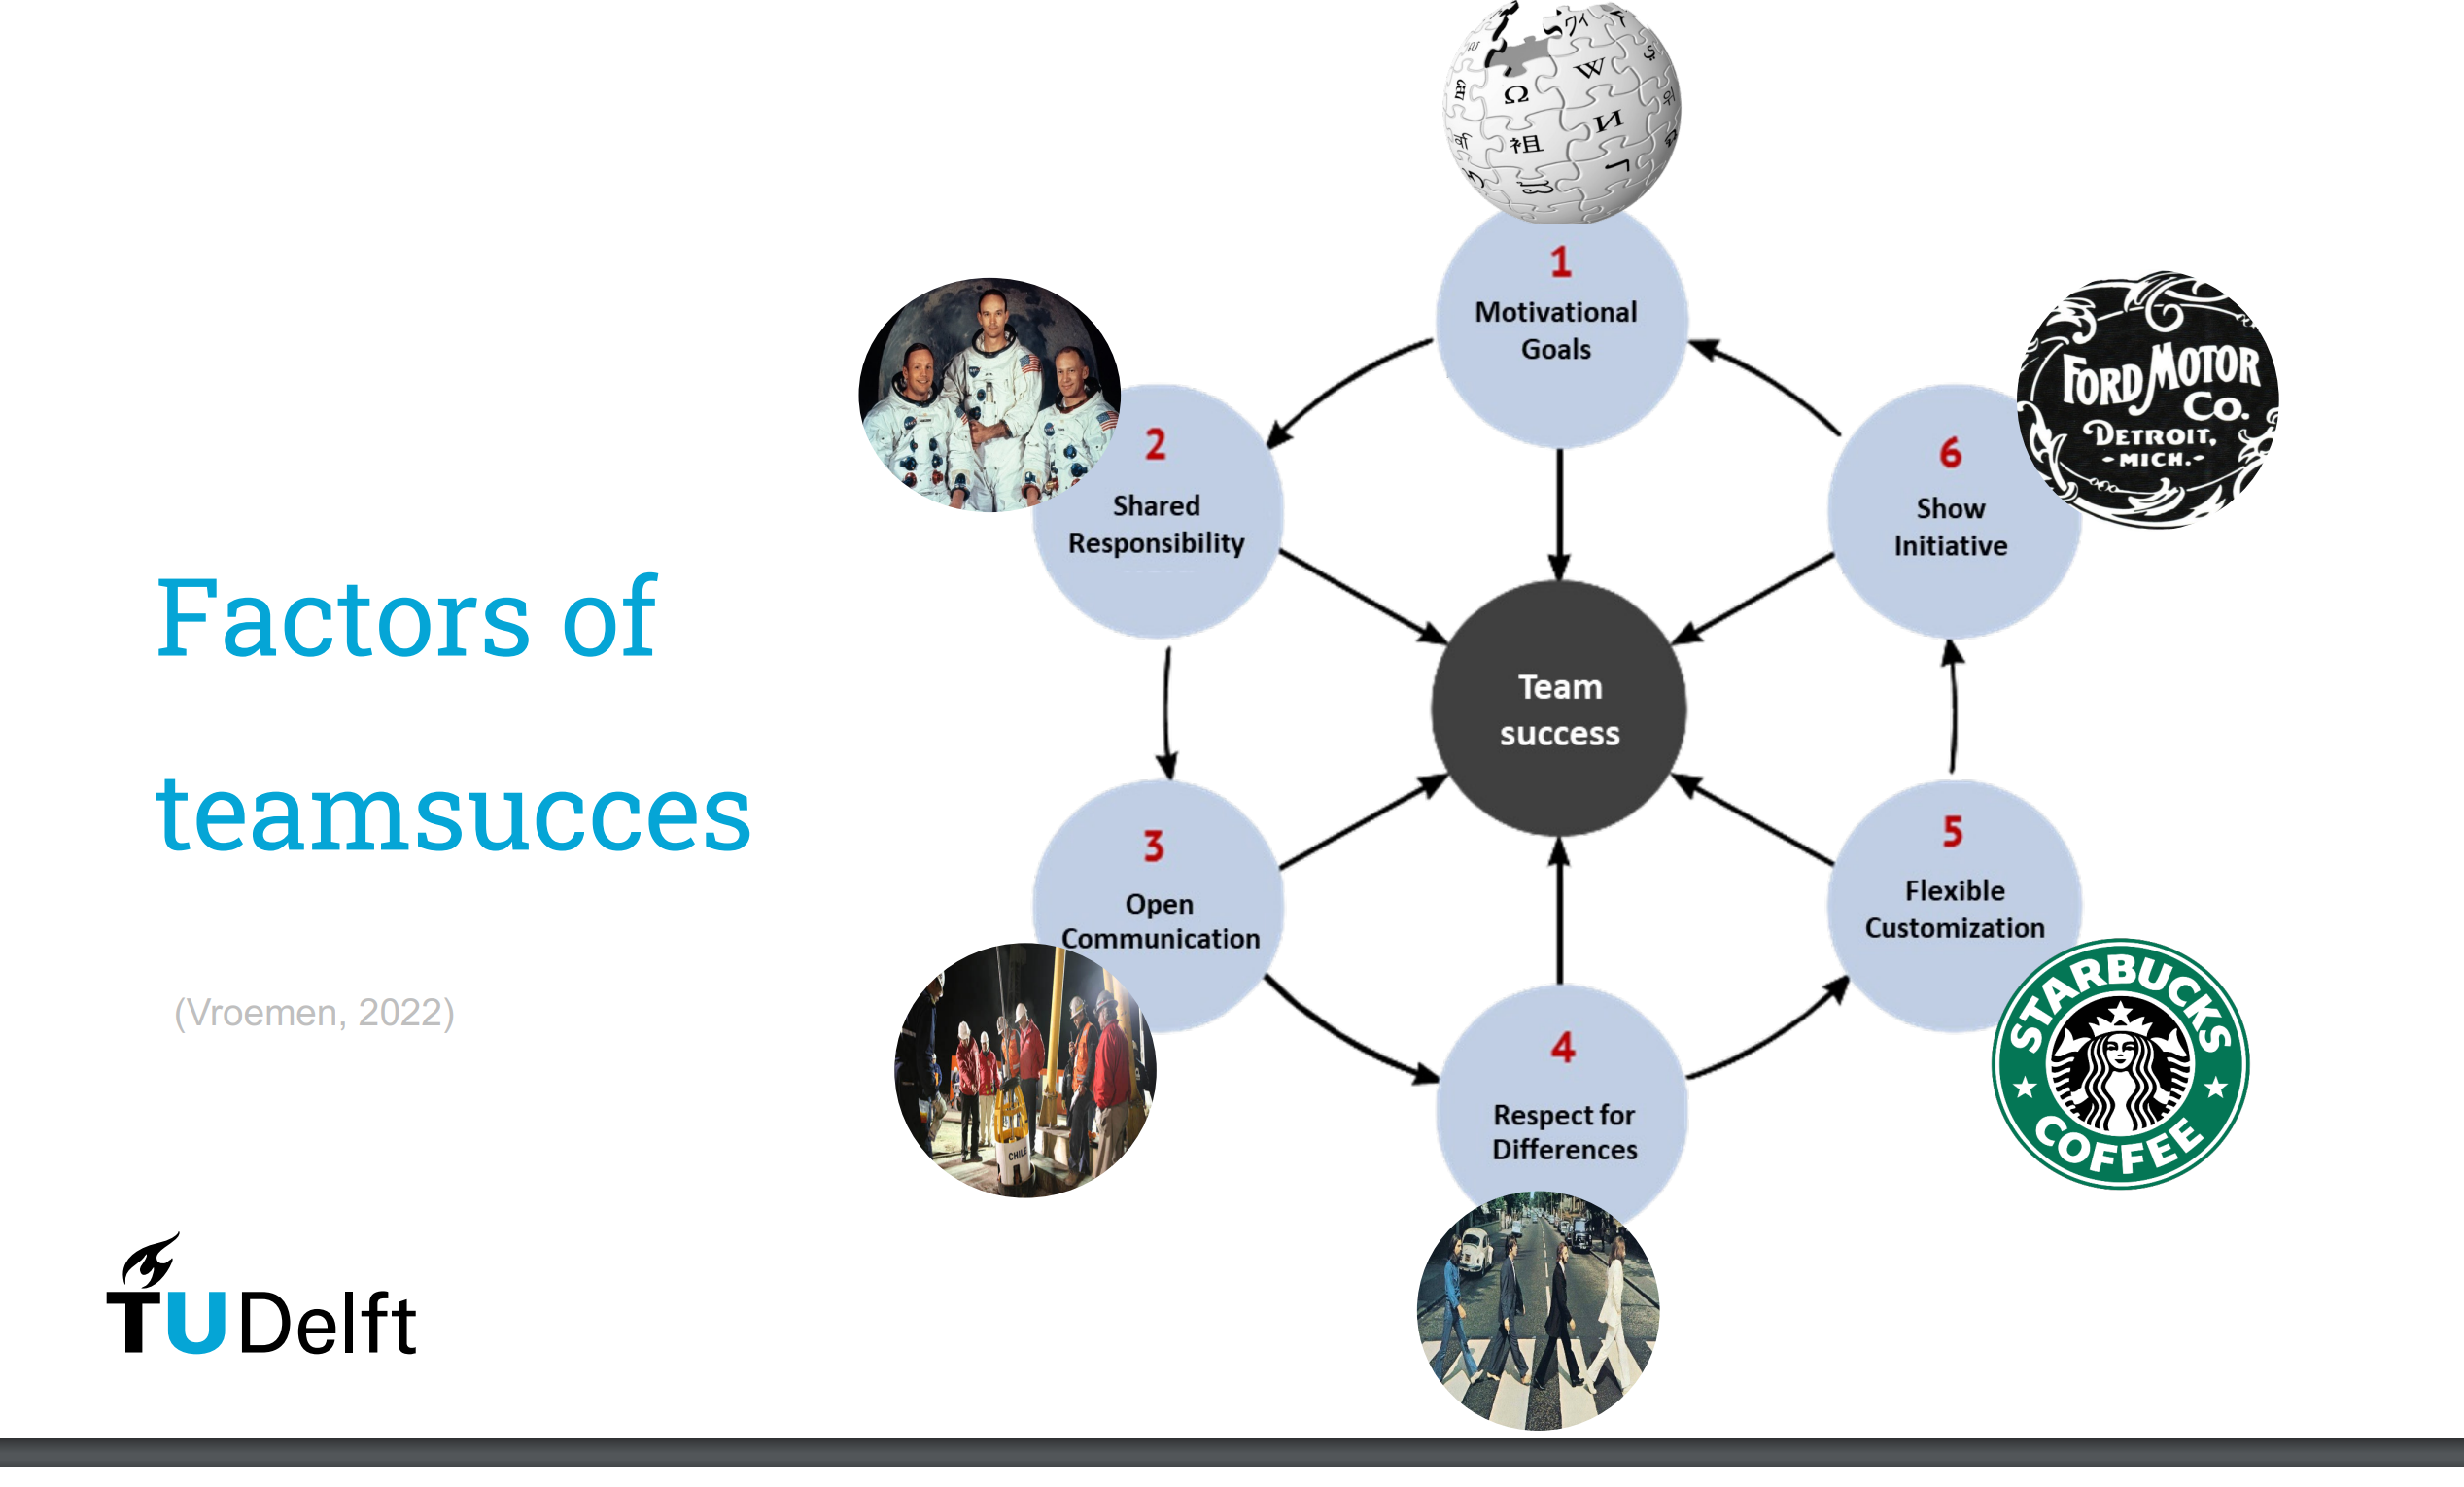 Factors of
teamsucces
(Vroemen, 2022)
TU Delft
1
Motivational
Goals
2
Shared
Responsibility
3
Open
Communication
CHILE
4
Respect for
Differences
5
Flexible
Customization
STARBUCKS
COFFEE
6
Show
Initiative
FORD MOTOR
Co.
DETROIT,
-MICH.-
Team
success
Ω
W
И
祖